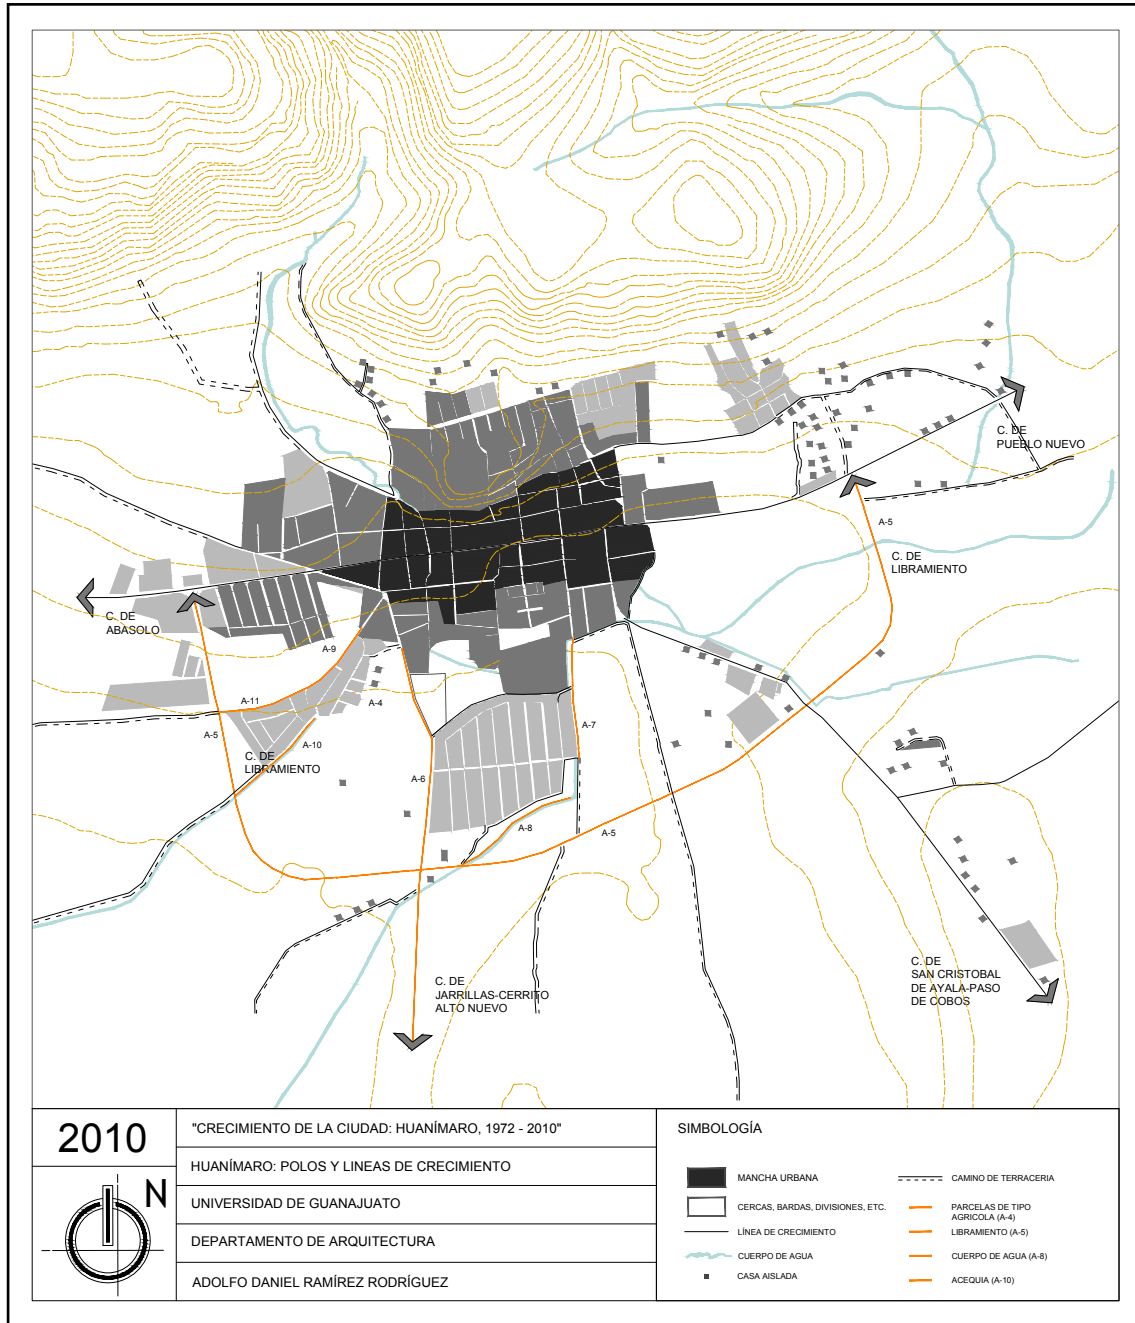 C. DE
PUEBLO NUEVO
A-5
C. DE
LIBRAMIENTO
C. DE
ABASOLO
A-9
A-11
A-4
A-5
A-10
C. DE
LIBRAMIENTO
A-7
A-6
A-8
A-5
C. DE
JARRILLAS-CERRITO
ALTO NUEVO
C. DE
SAN CRISTOBAL
DE AYALA-PASO
DE COBOS
2010
N
"CRECIMIENTO DE LA CIUDAD: HUANÍMARO, 1972 - 2010"
HUANÍMARO: POLOS Y LINEAS DE CRECIMIENTO
UNIVERSIDAD DE GUANAJUATO
DEPARTAMENTO DE ARQUITECTURA
ADOLFO DANIEL RAMÍREZ RODRÍGUEZ
SIMBOLOGÍA
MANCHA URBANA
CERCAS, BARDAS, DIVISIONES, ETC.
LÍNEA DE CRECIMIENTO
CUERPO DE AGUA
CASA AISLADA
CAMINO DE TERRACERIA
PARCELAS DE TIPO
AGRICOLA (A-4)
LIBRAMIENTO (A-5)
CUERPO DE AGUA (A-8)
ACEQUIA (A-10)